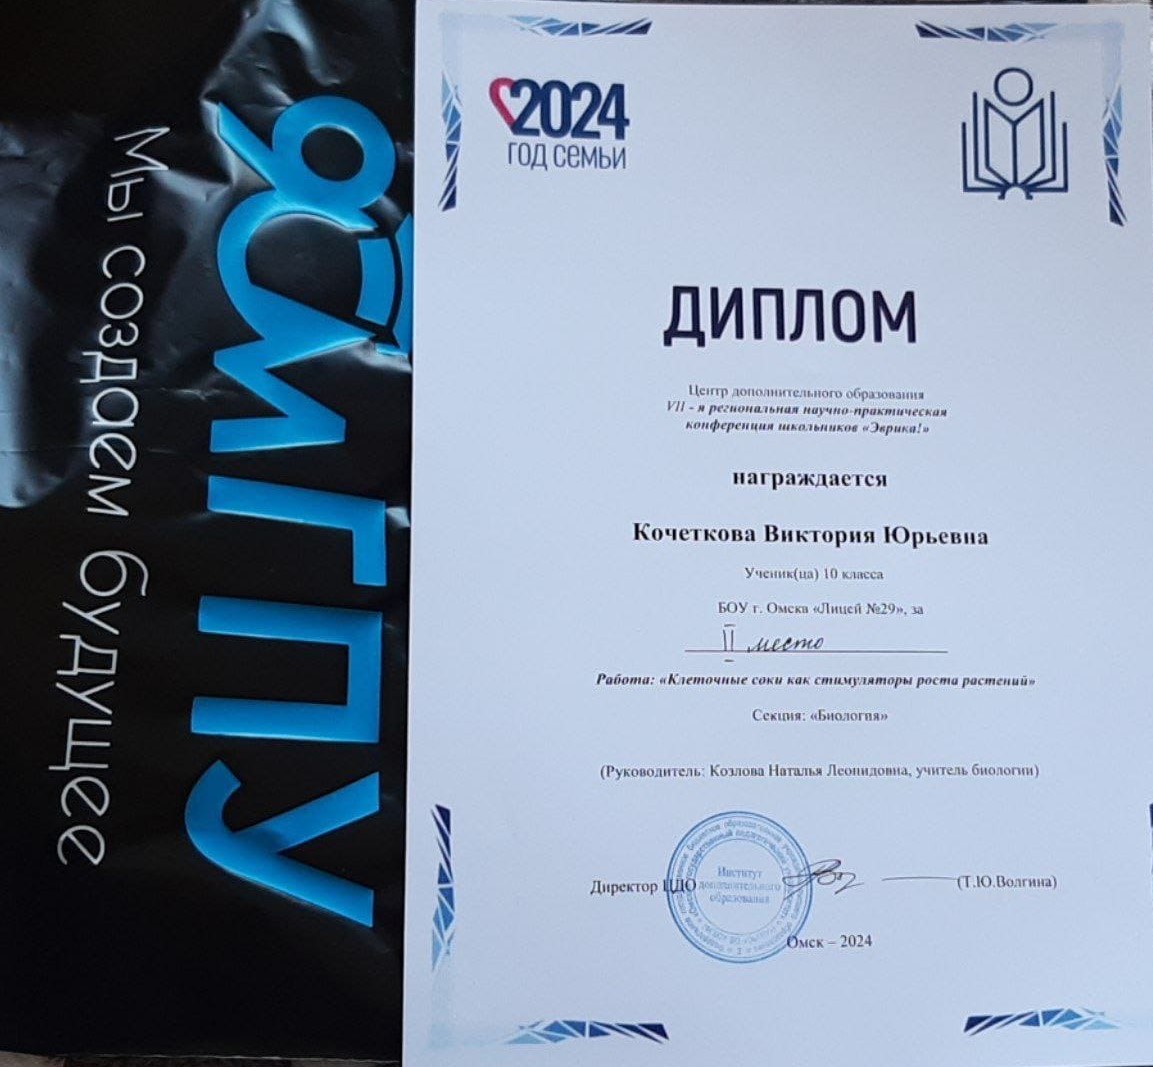 ОмГПУ
Мы создаем будущее
2024
ГОД СЕМЬИ
ДИПЛОМ
Центр дополнительного образования
VII - я региональная научно-практическая
конференция школьников «Эврика!»
награждается
Кочеткова Виктория Юрьевна
Ученик(ца) 10 класса
БОУ г. Омска «Лицей №29», за
II место
Работа: «Клеточные соки как стимуляторы роста растений»
Секция: «Биология»
(Руководитель: Козлова Наталья Леонидовна, учитель биологии)
Институт
дополнительного
образования
Директор ЦДО (Т.Ю.Волгина)
Омск – 2024